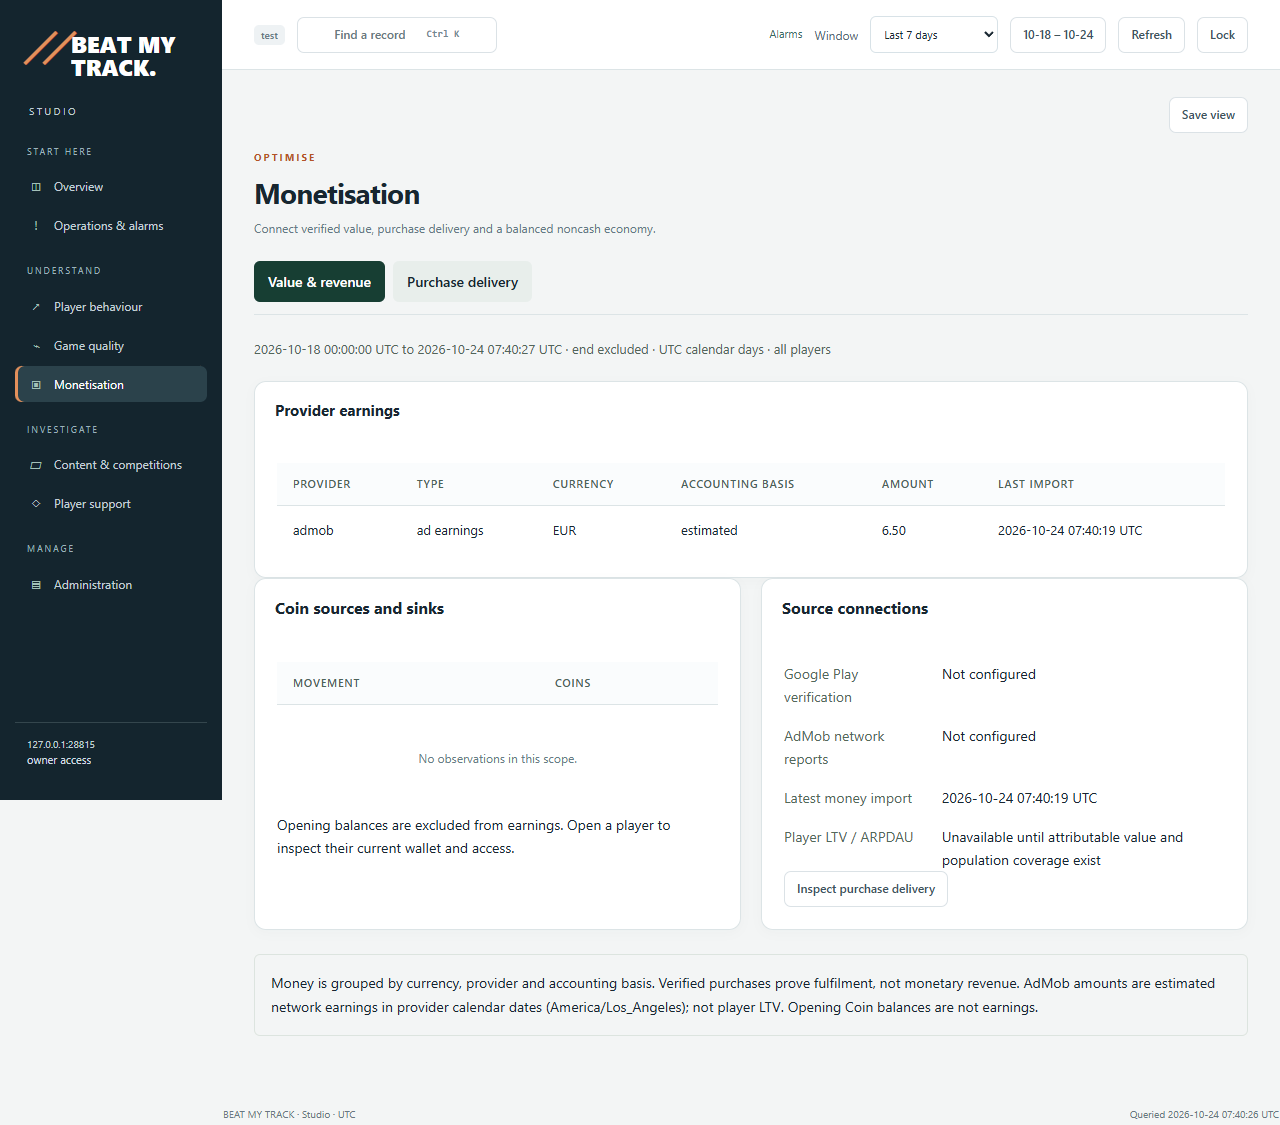 BEAT MY
TRACK.
STUDIO
START HERE
Overview
! Operations & alarms
UNDERSTAND
Player behaviour
Game quality
Monetisation
INVESTIGATE
Content & competitions
Player support
MANAGE
Administration
127.0.0.1:28815
owner access
test Find a record Ctrl K Alarms Window Last 7 days 10-18 – 10-24 Refresh Lock
Save view
OPTIMISE
Monetisation
Connect verified value, purchase delivery and a balanced noncash economy.
Value & revenue Purchase delivery
2026-10-18 00:00:00 UTC to 2026-10-24 07:40:27 UTC · end excluded · UTC calendar days · all players
Provider earnings
PROVIDER TYPE CURRENCY ACCOUNTING BASIS AMOUNT LAST IMPORT
admob ad earnings EUR estimated 6.50 2026-10-24 07:40:19 UTC
Coin sources and sinks
MOVEMENT COINS
No observations in this scope.
Opening balances are excluded from earnings. Open a player to
inspect their current wallet and access.
Source connections
Google Play Not configured
verification
AdMob network Not configured
reports
Latest money import 2026-10-24 07:40:19 UTC
Player LTV / ARPDAU Unavailable until attributable value and
population coverage exist
Inspect purchase delivery
Money is grouped by currency, provider and accounting basis. Verified purchases prove fulfilment, not monetary revenue. AdMob amounts are estimated
network earnings in provider calendar dates (America/Los_Angeles); not player LTV. Opening Coin balances are not earnings.
BEAT MY TRACK · Studio · UTC Queried 2026-10-24 07:40:26 UTC